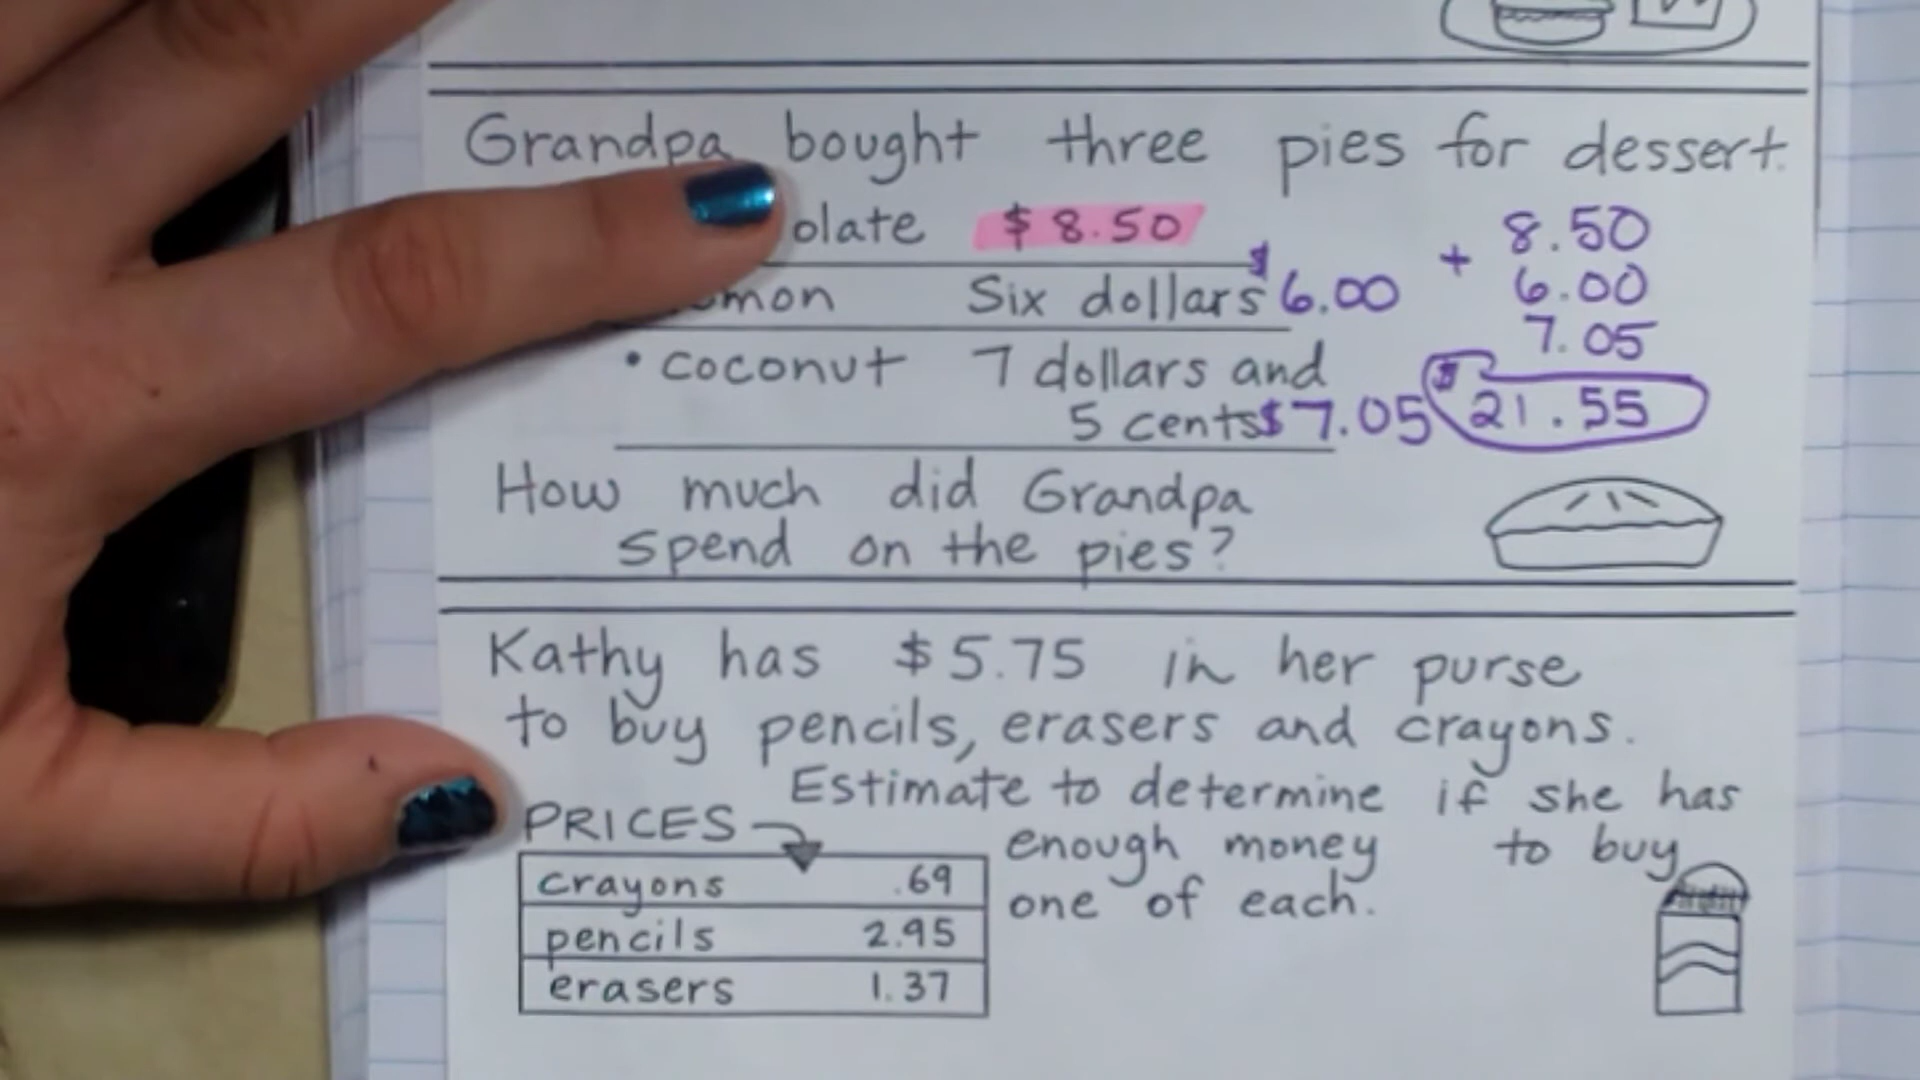 Grandpa bought three pies for dessert.
olate $8.50
mon Six dollars $6.00
• coconut 7 dollars and
5 cents $7.05
+ 8.50
6.00
7.05
$ 21.55
How much did Grandpa
spend on the pies?
Kathy has $5.75 in her purse
to buy pencils, erasers and crayons.
Estimate to determine if she has
enough money to buy
one of each.
PRICES
crayons .69
pencils 2.95
erasers 1.37